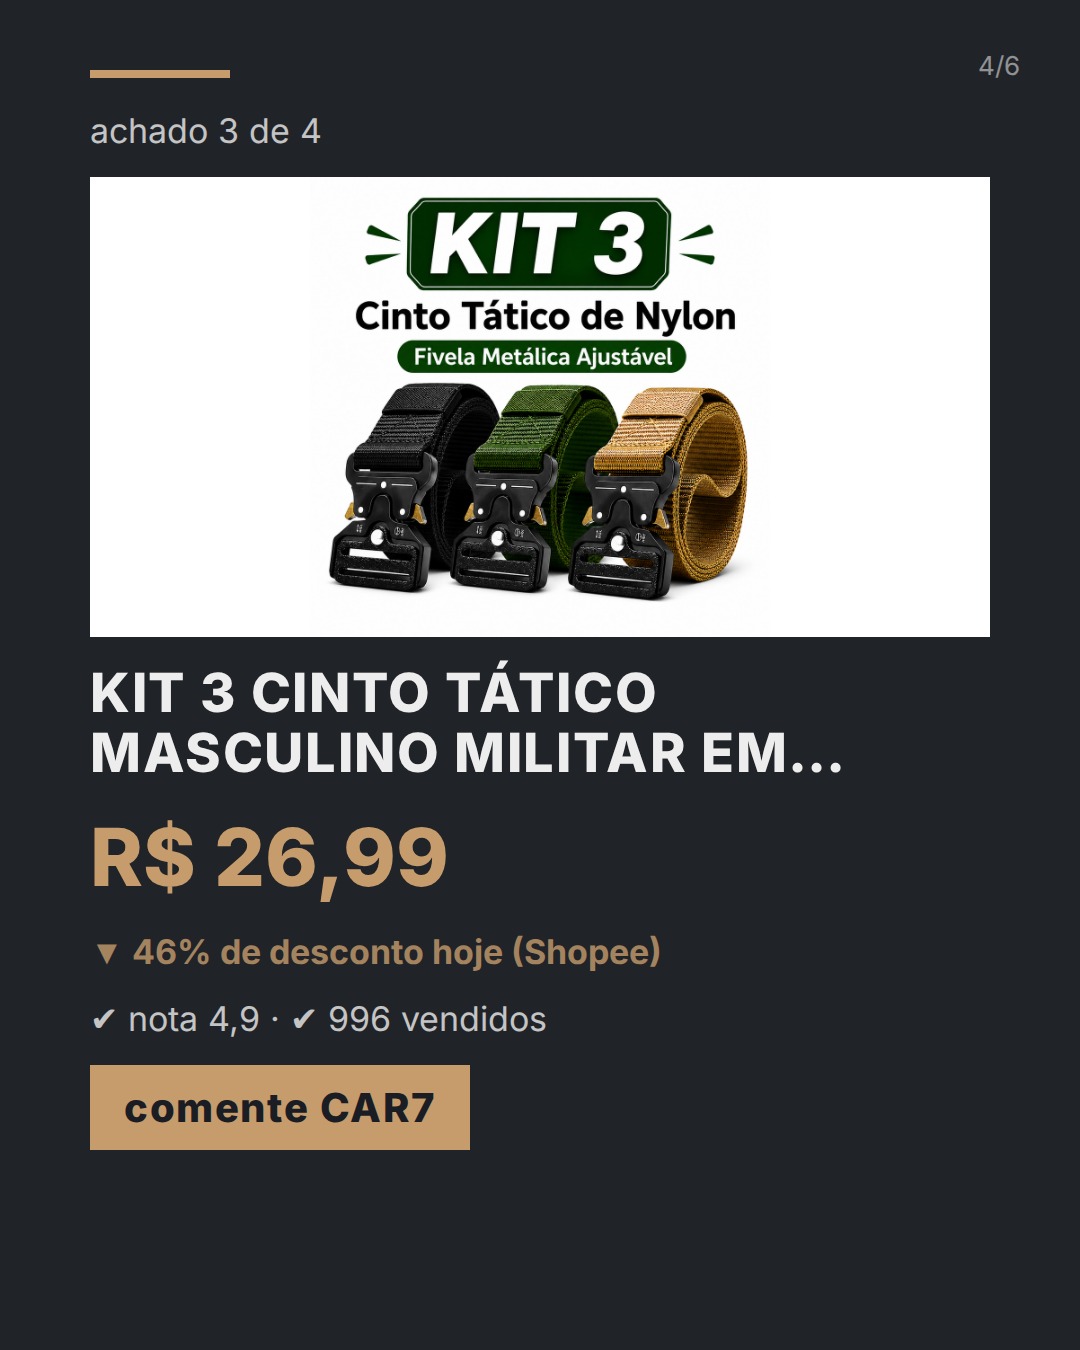 4/6
achado 3 de 4
KIT 3
Cinto Tático de Nylon
Fivela Metálica Ajustável
KIT 3 CINTO TÁTICO
MASCULINO MILITAR EM...
R$ 26,99
▼ 46% de desconto hoje (Shopee)
✔ nota 4,9 · ✔ 996 vendidos
comente CAR7